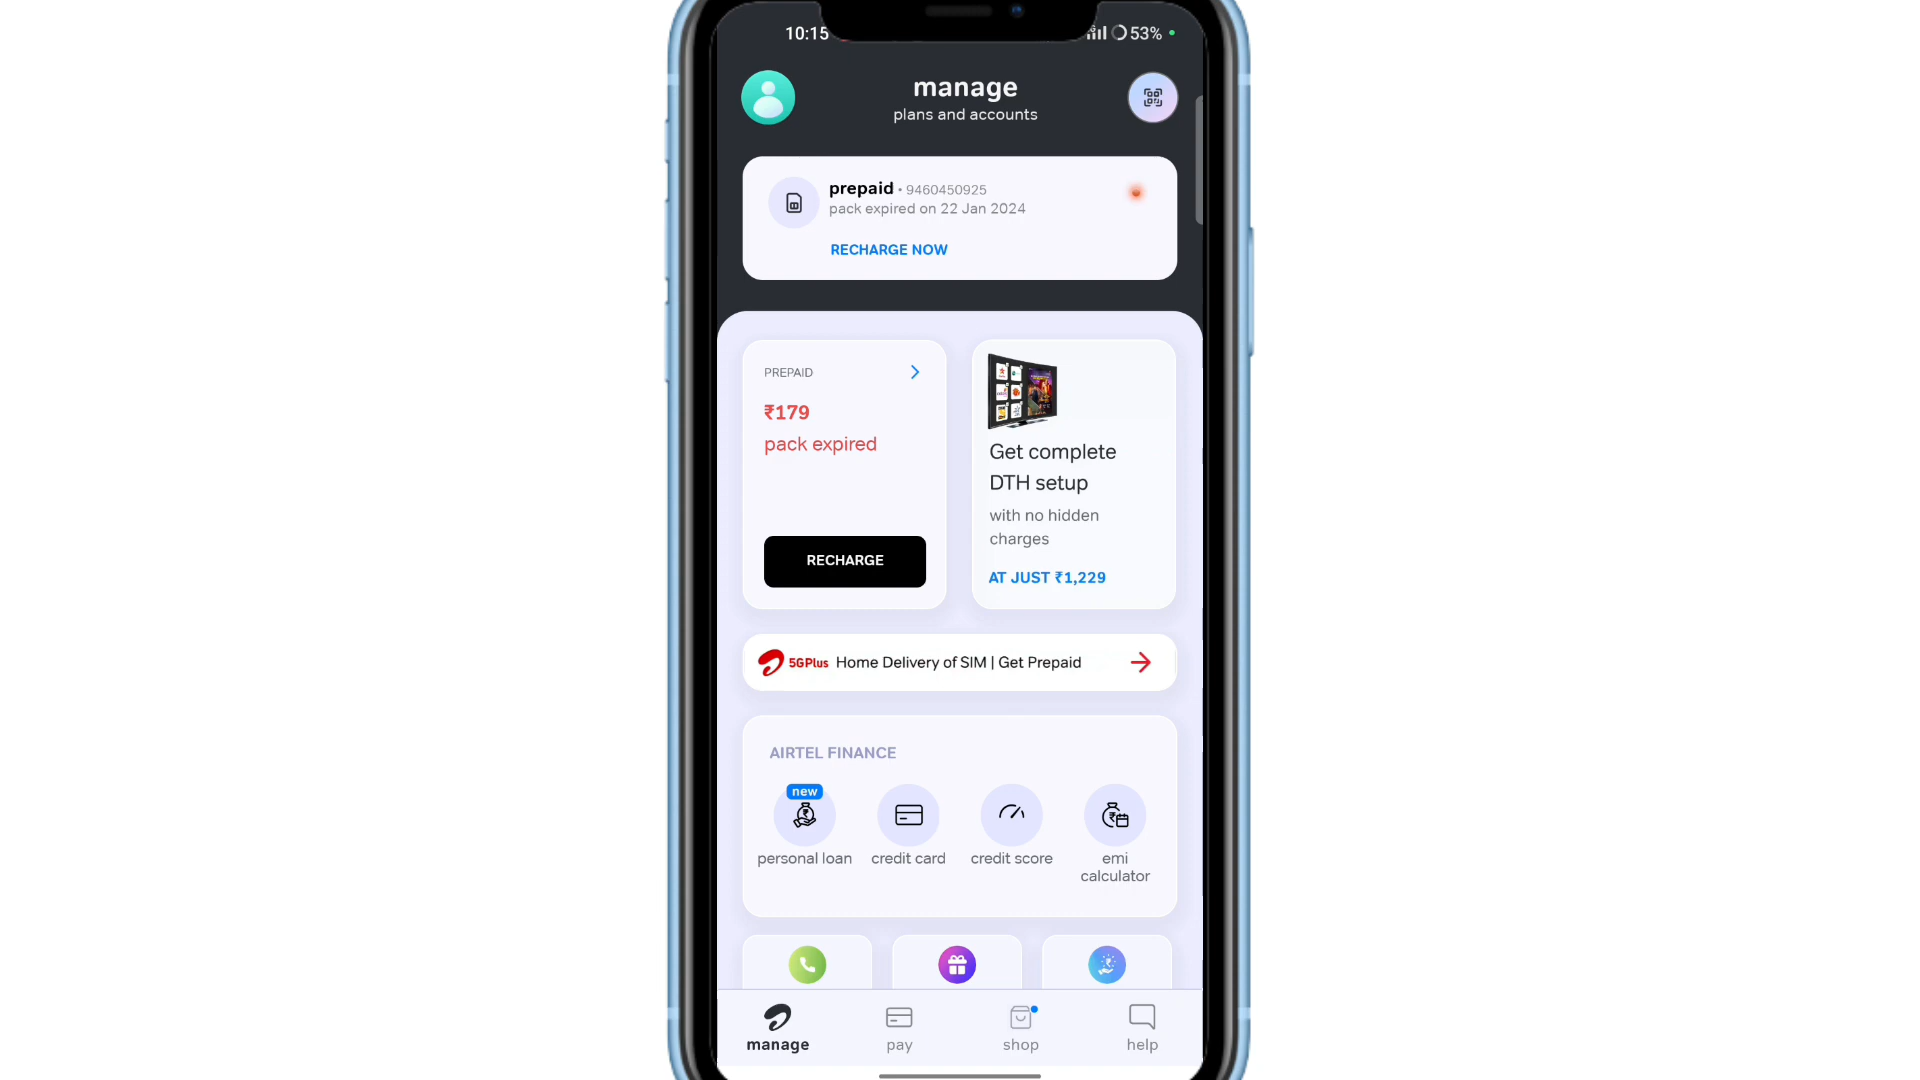 10:15
53%
manage
plans and accounts
prepaid • 9460450925
pack expired on 22 Jan 2024
RECHARGE NOW
PREPAID
₹179
pack expired
RECHARGE
Get complete
DTH setup
with no hidden
charges
AT JUST ₹1,229
5GPlus Home Delivery of SIM | Get Prepaid
AIRTEL FINANCE
new
personal loan
credit card
credit score
emi
calculator
manage
pay
shop
help